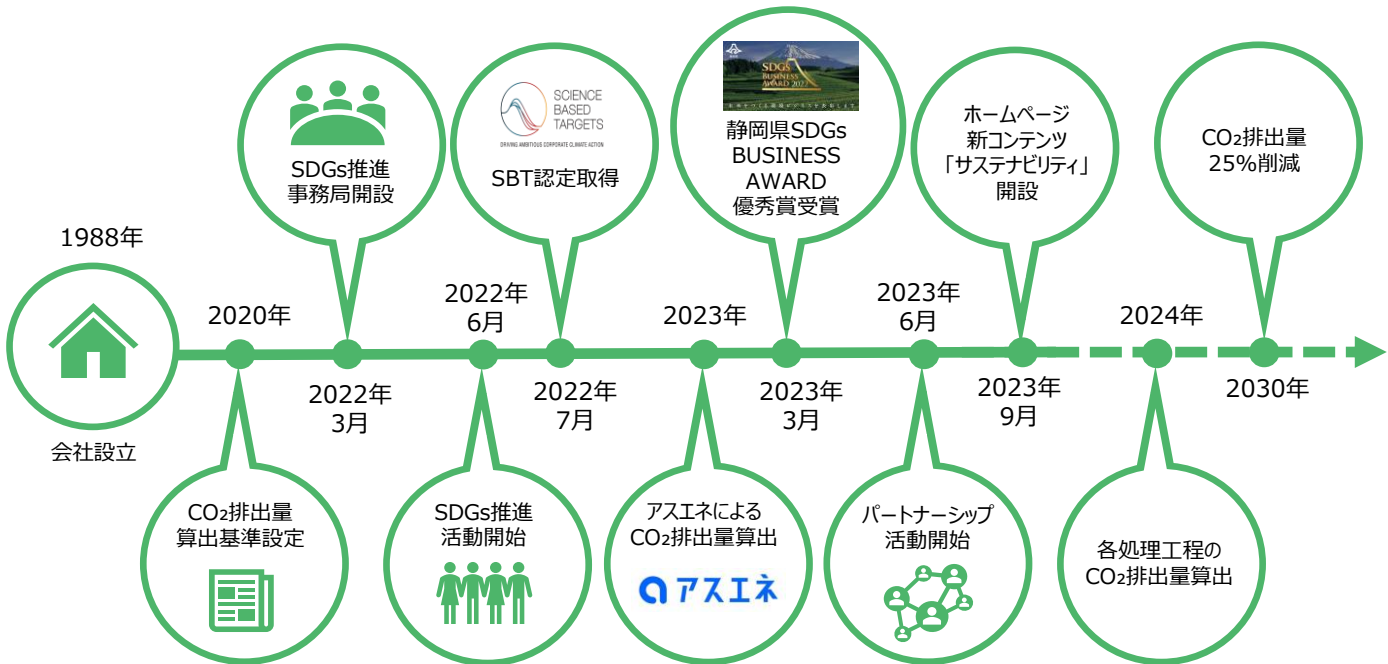 1988年
会社設立
2020年
CO₂排出量
算出基準設定
SDGs推進
事務局開設
2022年
3月
2022年
6月
SDGs推進
活動開始
SCIENCE
BASED
TARGETS
DRIVING AMBITIOUS CORPORATE CLIMATE ACTION
SBT認定取得
2022年
7月
2023年
アスエネによる
CO₂排出量算出
アスエネ
SDGS
BUSINESS
AWARD 2022
静岡県SDGs
BUSINESS
AWARD
優秀賞受賞
2023年
3月
2023年
6月
パートナーシップ
活動開始
ホームページ
新コンテンツ
「サステナビリティ」
開設
2023年
9月
2024年
各処理工程の
CO₂排出量算出
CO₂排出量
25%削減
2030年